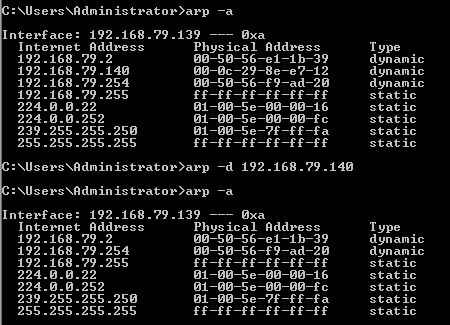 C:\Users\Administrator>arp -a
Interface: 192.168.79.139 --- 0xa
Internet Address Physical Address Type
192.168.79.2 00-50-56-e1-1b-39 dynamic
192.168.79.140 00-0c-29-8e-e7-12 dynamic
192.168.79.254 00-50-56-f9-ad-20 dynamic
192.168.79.255 ff-ff-ff-ff-ff-ff static
224.0.0.22 01-00-5e-00-00-16 static
224.0.0.252 01-00-5e-00-00-fc static
239.255.255.250 01-00-5e-7f-ff-fa static
255.255.255.255 ff-ff-ff-ff-ff-ff static
C:\Users\Administrator>arp -d 192.168.79.140
C:\Users\Administrator>arp -a
Interface: 192.168.79.139 --- 0xa
Internet Address Physical Address Type
192.168.79.2 00-50-56-e1-1b-39 dynamic
192.168.79.254 00-50-56-f9-ad-20 dynamic
192.168.79.255 ff-ff-ff-ff-ff-ff static
224.0.0.22 01-00-5e-00-00-16 static
224.0.0.252 01-00-5e-00-00-fc static
239.255.255.250 01-00-5e-7f-ff-fa static
255.255.255.255 ff-ff-ff-ff-ff-ff static